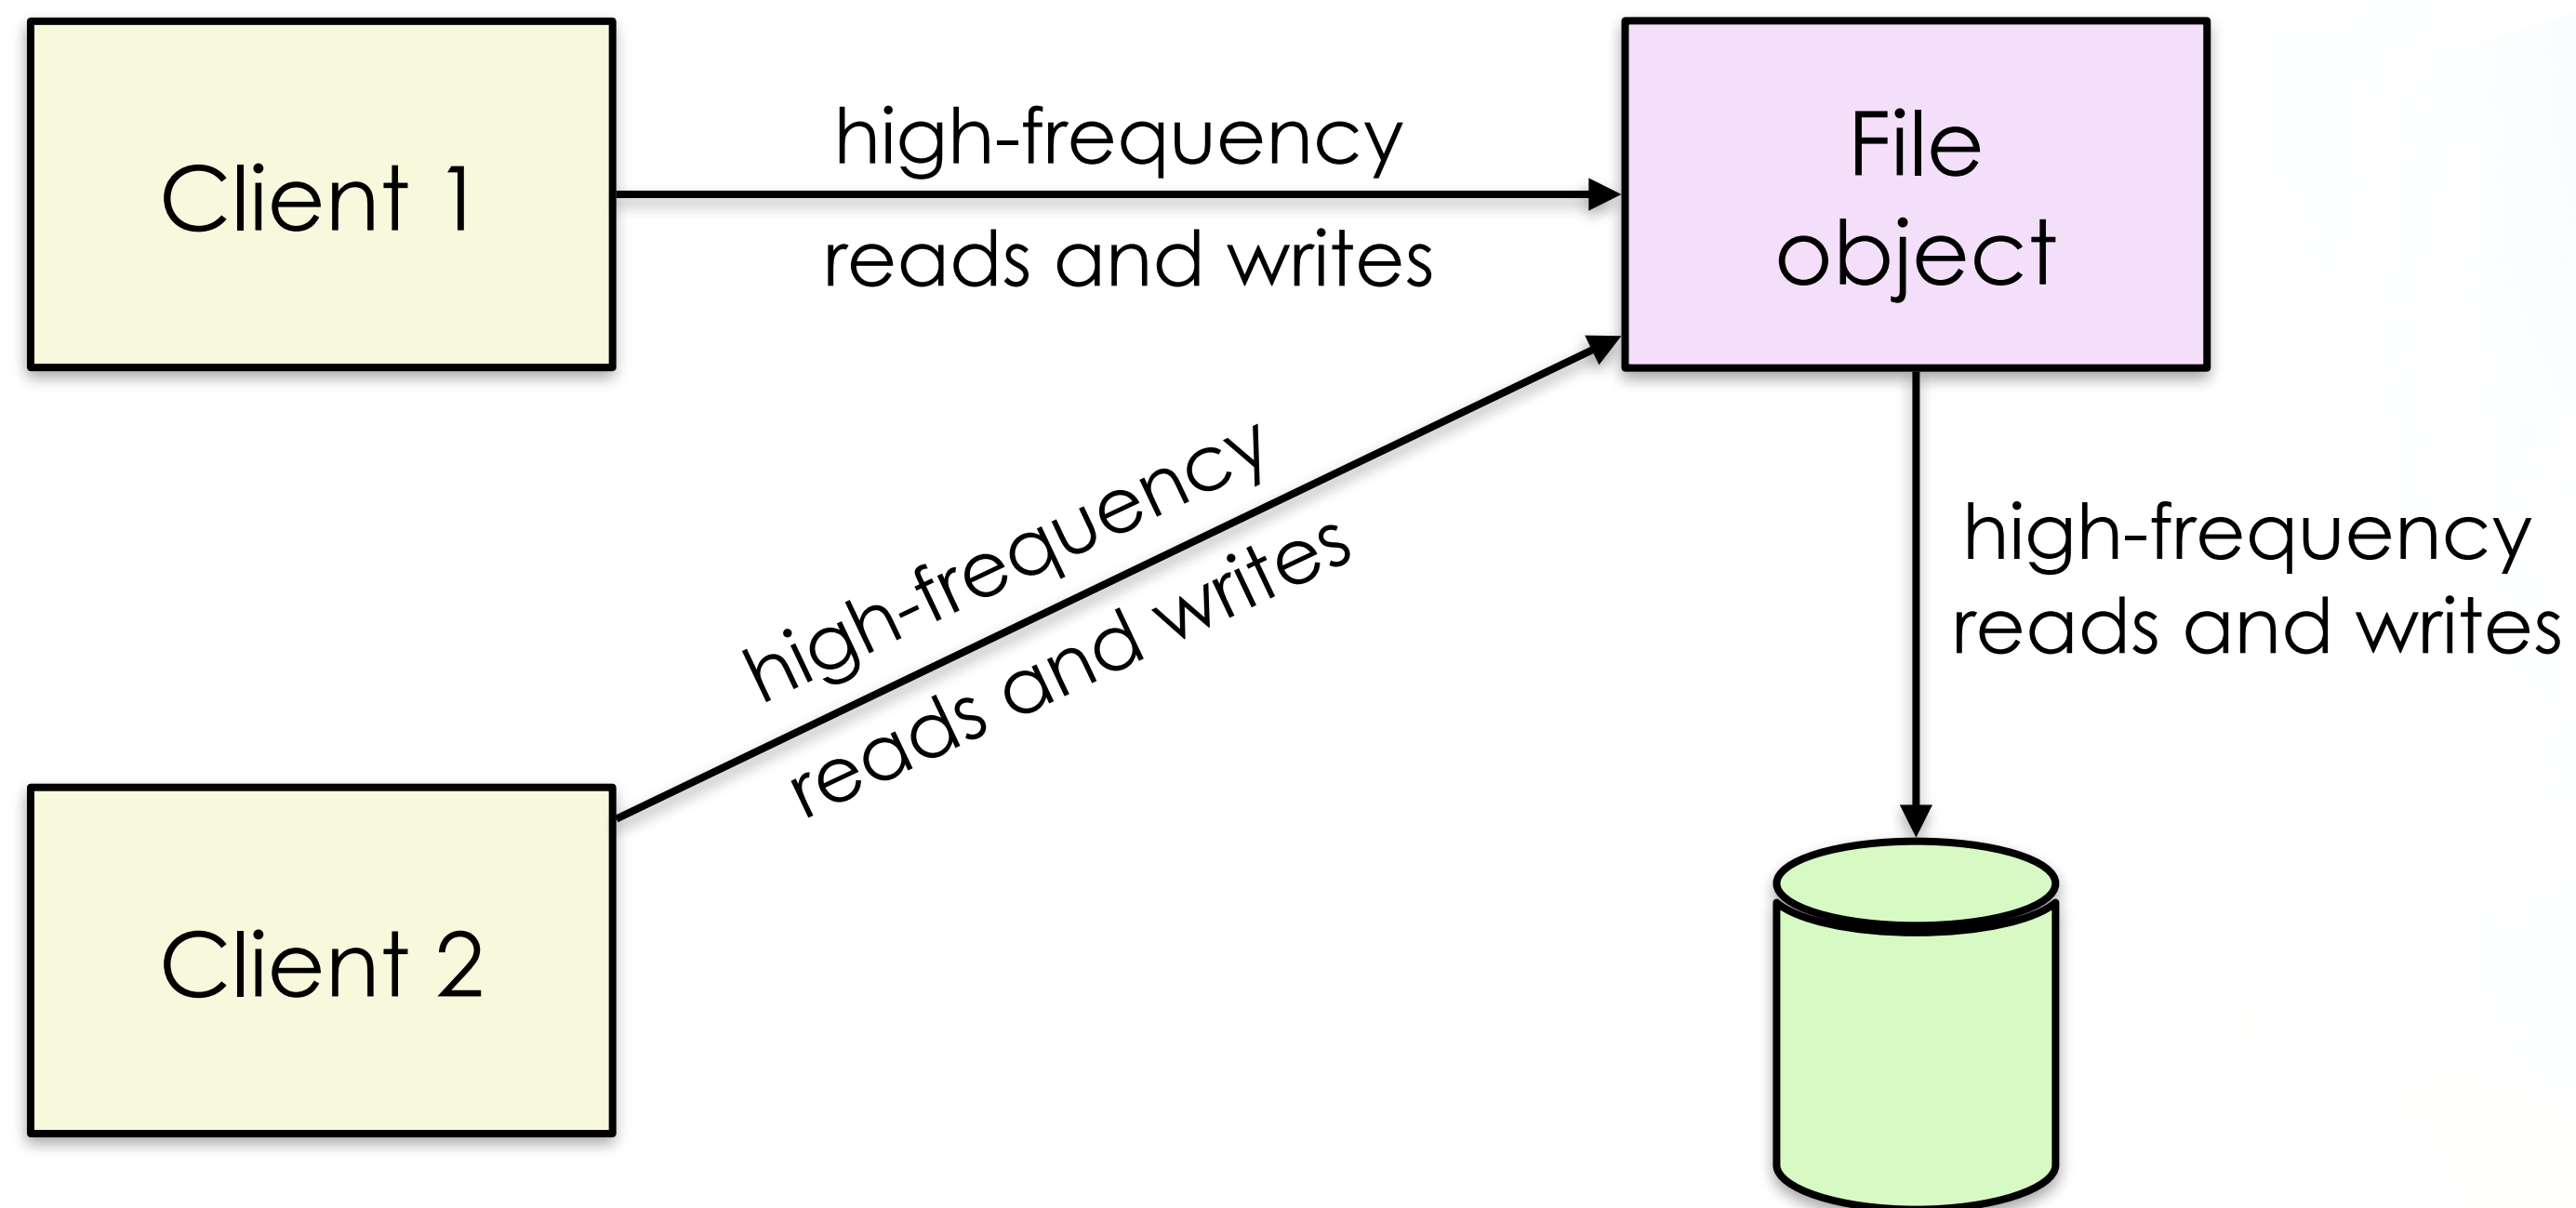 Client 1
high-frequency
reads and writes
File
object
high-frequency
reads and writes
high-frequency
reads and writes
Client 2